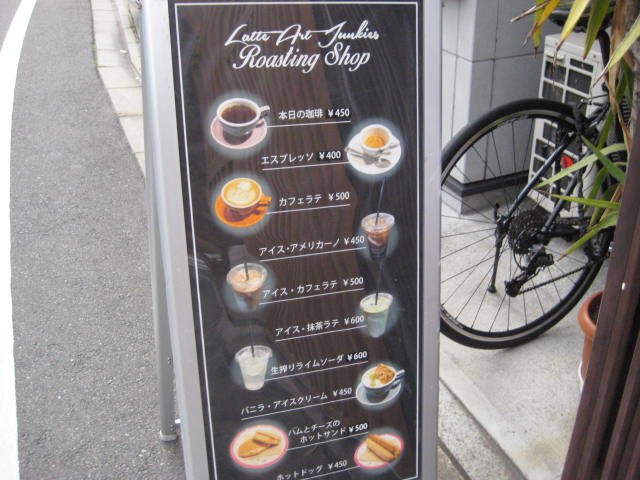 Latte Art Junkies
Roasting Shop
本日の珈琲 ¥450
エスプレッソ ¥400
カフェラテ ¥500
アイス・アメリカーノ ¥450
アイス・カフェラテ ¥500
アイス・抹茶ラテ ¥600
生搾りライムソーダ ¥600
バニラ・アイスクリーム ¥450
ハムとチーズの
ホットサンド ¥500
ホットドッグ ¥450